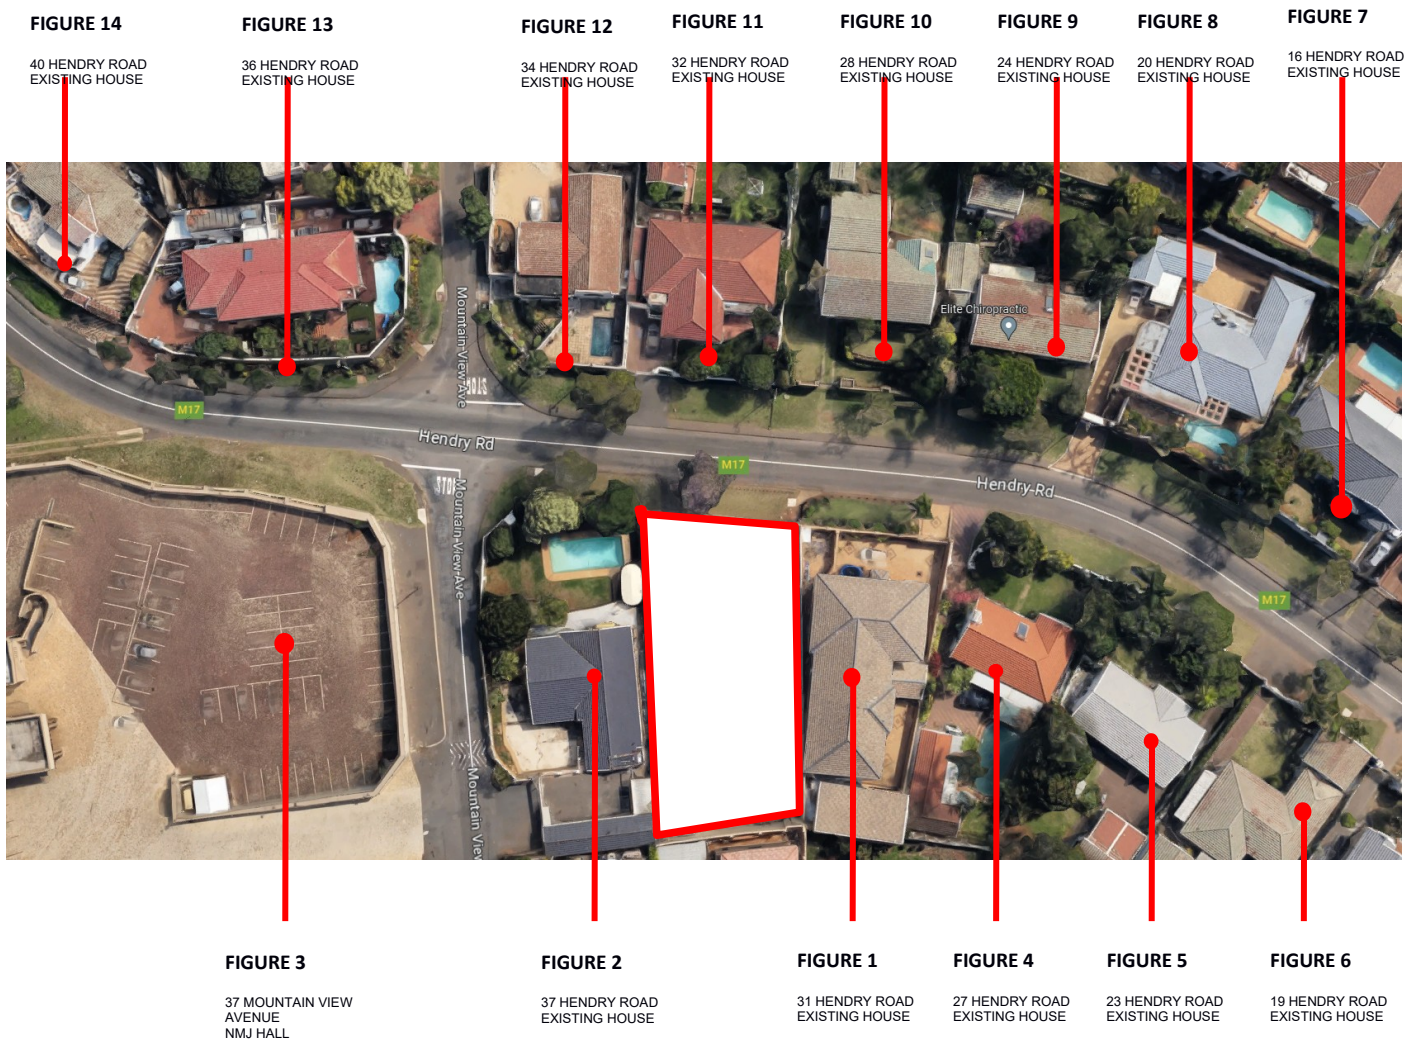 FIGURE 14
40 HENDRY ROAD
EXISTING HOUSE
FIGURE 13
36 HENDRY ROAD
EXISTING HOUSE
FIGURE 12
34 HENDRY ROAD
EXISTING HOUSE
FIGURE 11
32 HENDRY ROAD
EXISTING HOUSE
FIGURE 10
28 HENDRY ROAD
EXISTING HOUSE
FIGURE 9
24 HENDRY ROAD
EXISTING HOUSE
FIGURE 8
20 HENDRY ROAD
EXISTING HOUSE
FIGURE 7
16 HENDRY ROAD
EXISTING HOUSE
Mountain View Ave
Elite Chiropractic
STOP
M17
Hendry Rd
M17
Hendry Rd
STOP
Mountain View Ave
M17
Mountain View
FIGURE 3
37 MOUNTAIN VIEW
AVENUE
NMJ HALL
FIGURE 2
37 HENDRY ROAD
EXISTING HOUSE
FIGURE 1
31 HENDRY ROAD
EXISTING HOUSE
FIGURE 4
27 HENDRY ROAD
EXISTING HOUSE
FIGURE 5
23 HENDRY ROAD
EXISTING HOUSE
FIGURE 6
19 HENDRY ROAD
EXISTING HOUSE